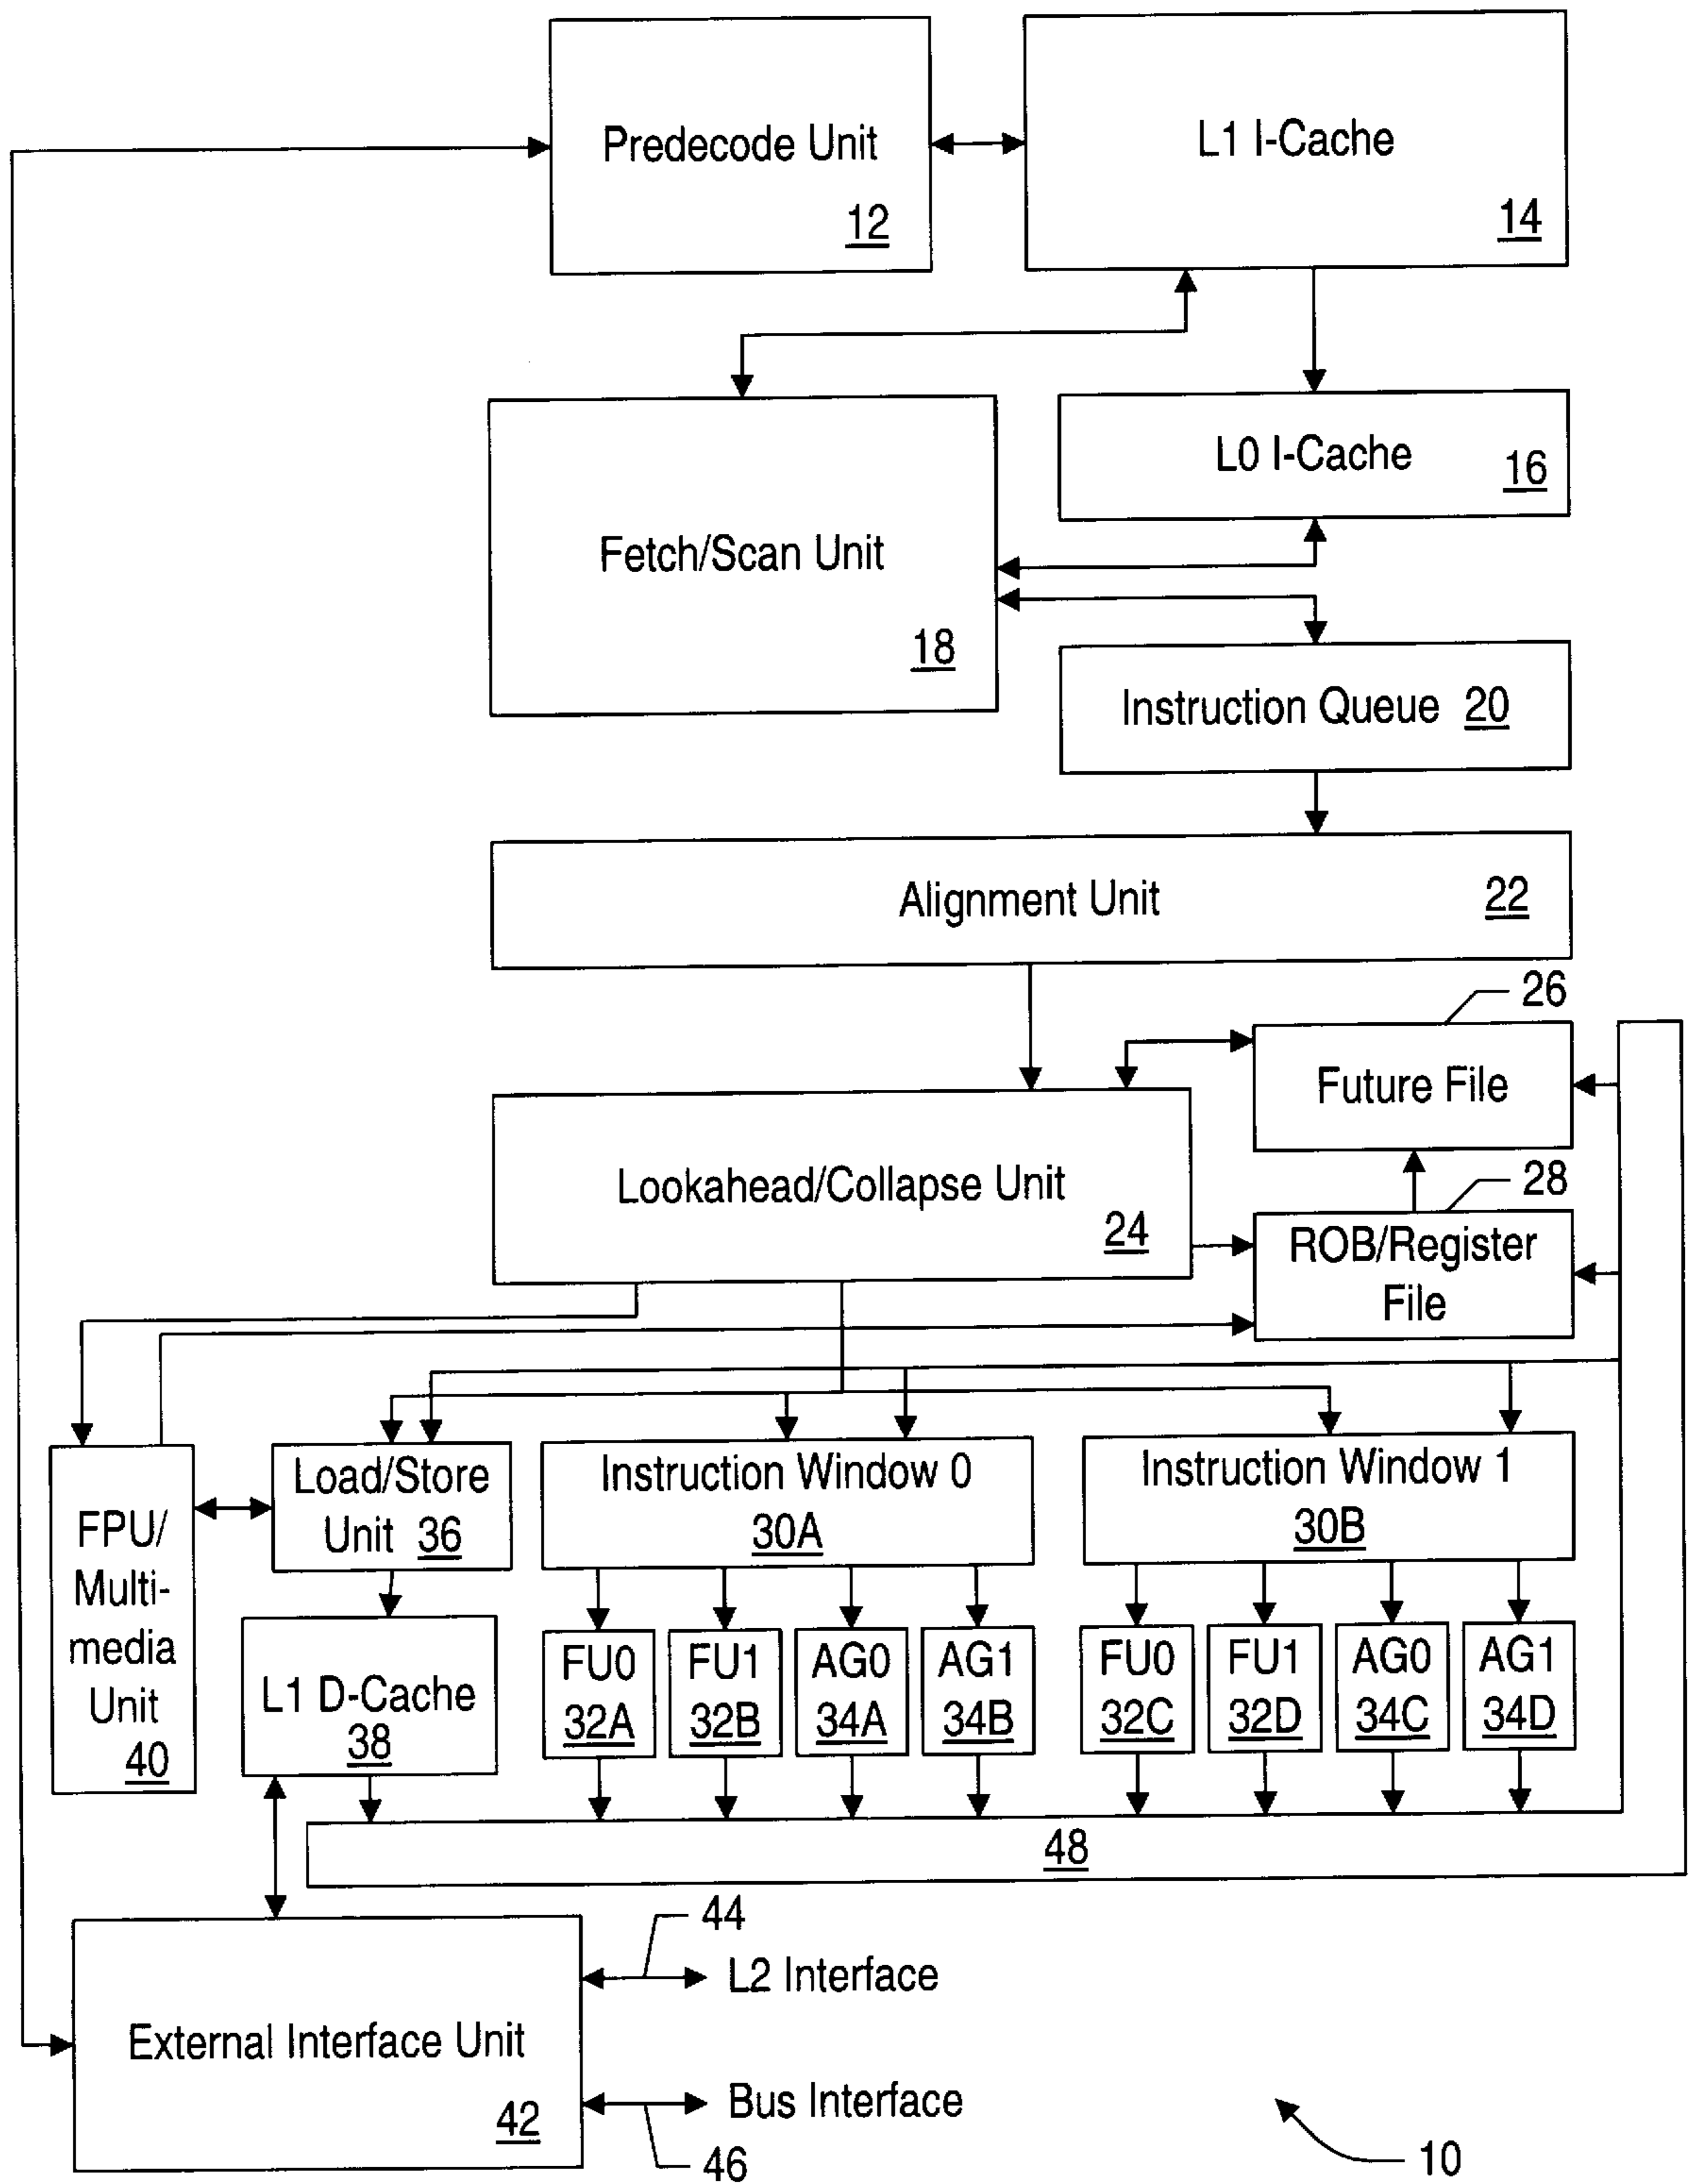 Predecode Unit
12
L1 I-Cache
14
L0 I-Cache
16
Fetch/Scan Unit
18
Instruction Queue 20
Alignment Unit
22
26
Future File
Lookahead/Collapse Unit
24
28
ROB/Register
File
FPU/
Multi-
media
Unit
40
Load/Store
Unit 36
Instruction Window 0
30A
Instruction Window 1
30B
L1 D-Cache
38
FU0
32A
FU1
32B
AG0
34A
AG1
34B
FU0
32C
FU1
32D
AG0
34C
AG1
34D
48
44
L2 Interface
External Interface Unit
42
Bus Interface
46
10